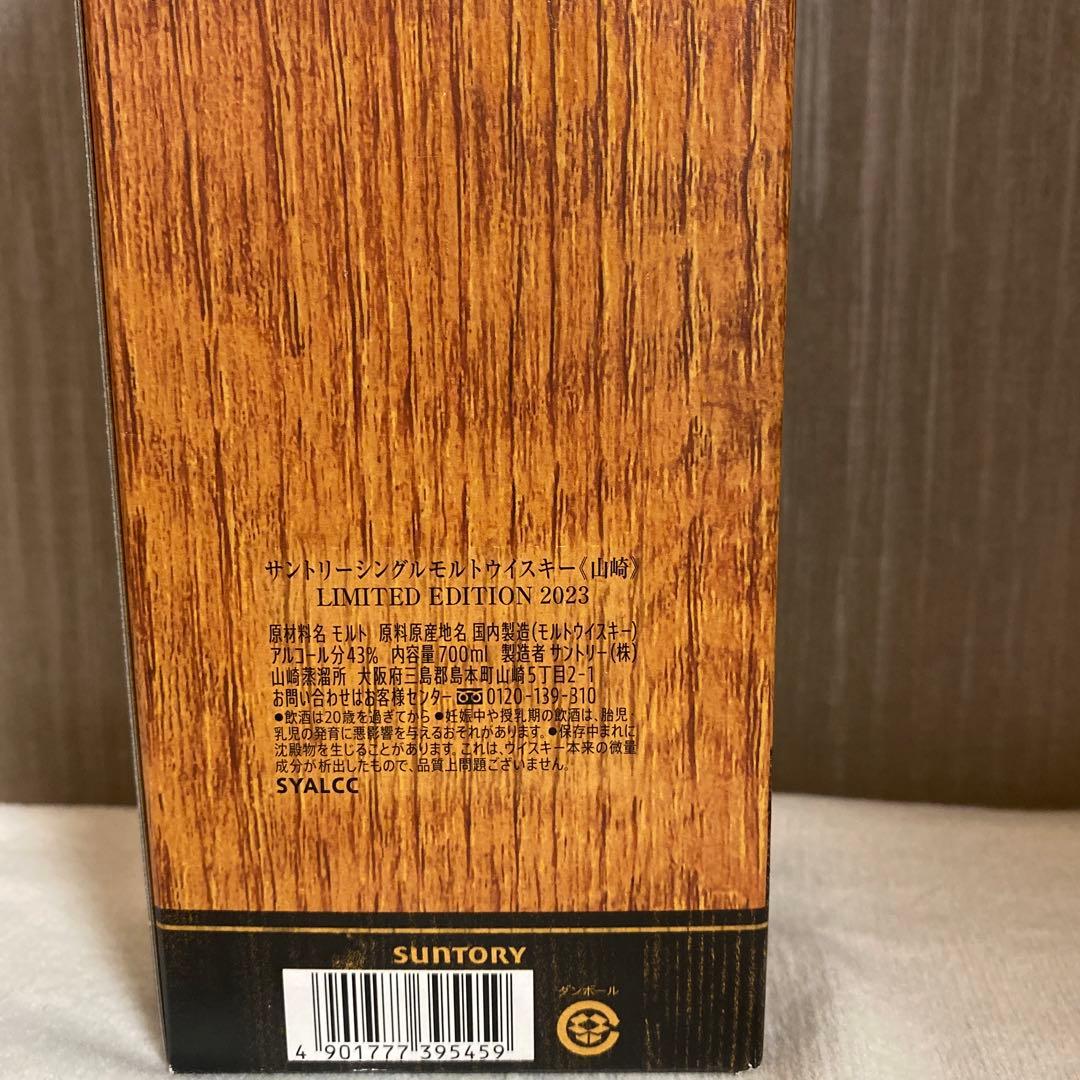 サントリーシングルモルトウイスキー《山崎》
LIMITED EDITION 2023
原材料名 モルト 原料原産地名 国内製造(モルトウイスキー)
アルコール分43% 内容量700ml 製造者 サントリー(株)
山崎蒸溜所 大阪府三島郡島本町山崎5丁目2-1
お問い合わせはお客様センター 0120-139-310
●飲酒は20歳を過ぎてから ●妊娠中や授乳期の飲酒は、胎児・
乳児の発育に悪影響を与えるおそれがあります。●保存中まれに
沈殿物を生じることがあります。これは、ウイスキー本来の微量
成分が析出したもので、品質上問題ございません。
SYALCC
SUNTORY
ダンボール
4 901777 395459